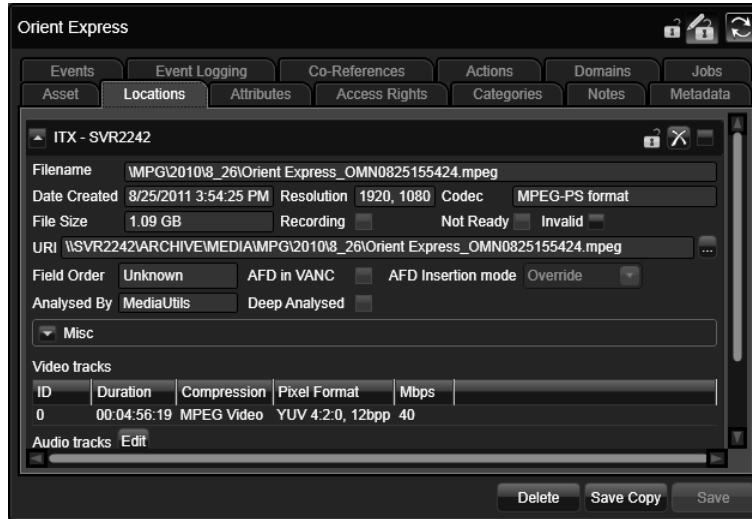 Orient Express
Events Event Logging Co-References Actions Domains Jobs
Asset Locations Attributes Access Rights Categories Notes Metadata
ITX - SVR2242
Filename \MPG\2010\8_26\Orient Express_OMN0825155424.mpeg
Date Created 8/25/2011 3:54:25 PM Resolution 1920, 1080 Codec MPEG-PS format
File Size 1.09 GB Recording Not Ready Invalid
URI \\SVR2242\ARCHIVE\MEDIA\MPG\2010\8_26\Orient Express_OMN0825155424.mpeg ...
Field Order Unknown AFD in VANC AFD Insertion mode Override
Analysed By MediaUtils Deep Analysed
Misc
Video tracks
ID Duration Compression Pixel Format Mbps
0 00:04:56:19 MPEG Video YUV 4:2:0, 12bpp 40
Audio tracks Edit
Delete Save Copy Save